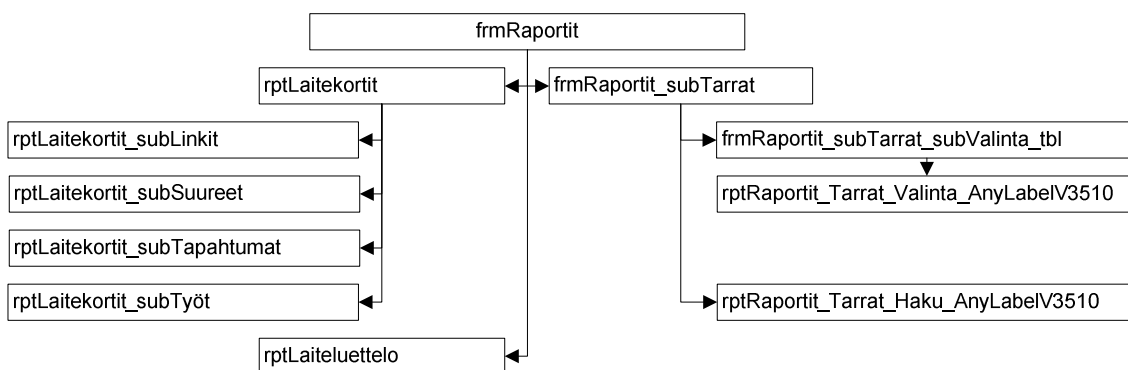 frmRaportit
rptLaitekortit
frmRaportit_subTarrat
rptLaitekortit_subLinkit
frmRaportit_subTarrat_subValinta_tbl
rptLaitekortit_subSuureet
rptRaportit_Tarrat_Valinta_AnyLabelV3510
rptLaitekortit_subTapahtumat
rptLaitekortit_subTyöt
rptRaportit_Tarrat_Haku_AnyLabelV3510
rptLaiteluettelo